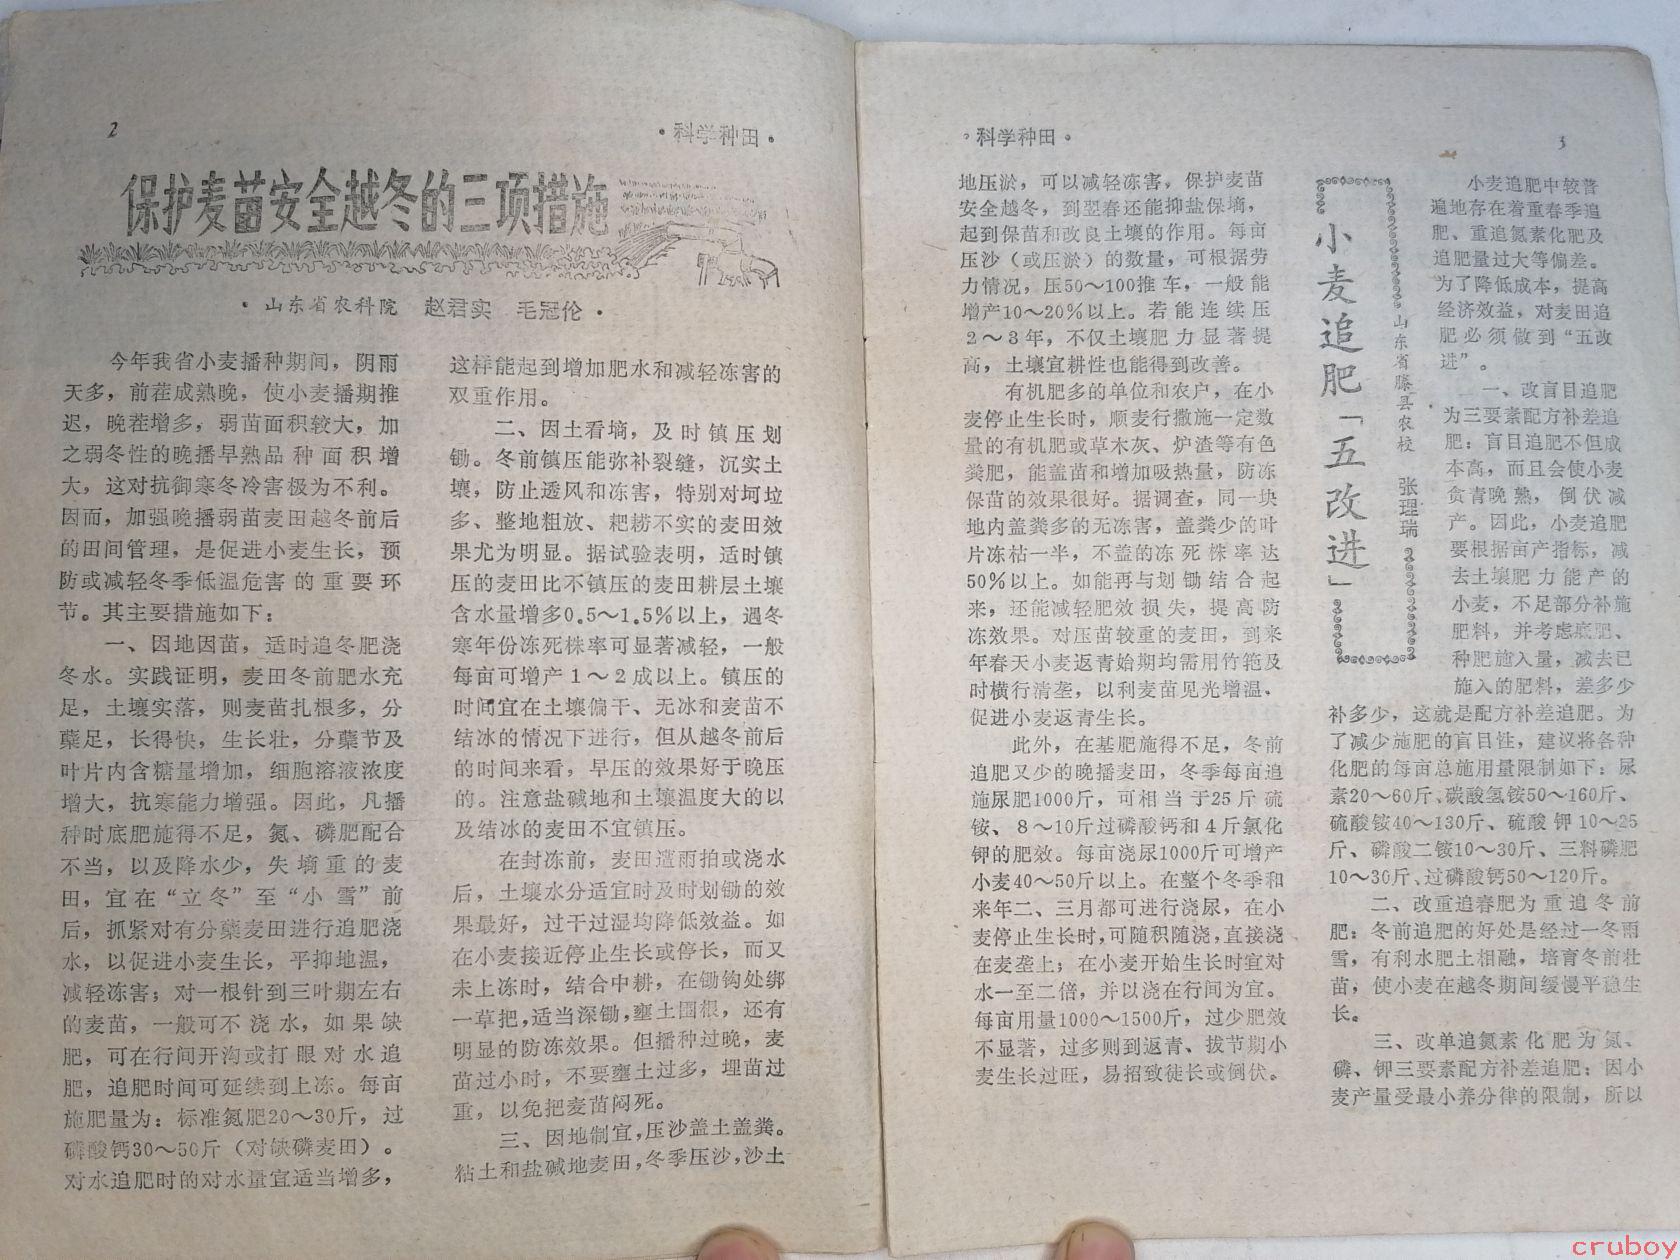 2
·科学种田·
保护麦苗安全越冬的三项措施
·山东省农科院 赵君实 毛冠伦·
今年我省小麦播种期间，阴雨
天多，前茬成熟晚，使小麦播期推
迟，晚茬增多，弱苗面积较大，加
之弱冬性的晚播早熟品种面积增
大，这对抗御寒冬冷害极为不利。
因而，加强晚播弱苗麦田越冬前后
的田间管理，是促进小麦生长，预
防或减轻冬季低温危害的重要环
节。其主要措施如下：
一、因地因苗，适时追冬肥浇
冬水。实践证明，麦田冬前肥水充
足，土壤实落，则麦苗扎根多，分
蘖足，长得快，生长壮，分蘖节及
叶片内含糖量增加，细胞溶液浓度
增大，抗寒能力增强。因此，凡播
种时底肥施得不足，氮、磷肥配合
不当，以及降水少，失墒重的麦
田，宜在“立冬”至“小雪”前
后，抓紧对有分蘖麦田进行追肥浇
水，以促进小麦生长，平抑地温，
减轻冻害；对一根针到三叶期左右
的麦苗，一般可不浇水，如果缺
肥，可在行间开沟或打眼对水追
肥，追肥时间可延续到上冻。每亩
施肥量为：标准氮肥20～30斤，过
磷酸钙30～50斤（对缺磷麦田）。
对水追肥时的对水量宜适当增多，
这样能起到增加肥水和减轻冻害的
双重作用。
二、因土看墒，及时镇压划
锄。冬前镇压能弥补裂缝，沉实土
壤，防止透风和冻害，特别对坷垃
多、整地粗放、耙耢不实的麦田效
果尤为明显。据试验表明，适时镇
压的麦田比不镇压的麦田耕层土壤
含水量增多0.5～1.5％以上，遇冬
寒年份冻死株率可显著减轻，一般
每亩可增产1～2成以上。镇压的
时间宜在土壤偏干、无冰和麦苗不
结冰的情况下进行，但从越冬前后
的时间来看，早压的效果好于晚压
的。注意盐碱地和土壤温度大的以
及结冰的麦田不宜镇压。
在封冻前，麦田遭雨拍或浇水
后，土壤水分适宜时及时划锄的效
果最好，过干过湿均降低效益。如
在小麦接近停止生长或停长，而又
未上冻时，结合中耕，在锄钩处绑
一草把，适当深锄，壅土围根，还有
明显的防冻效果。但播种过晚，麦
苗过小时，不要壅土过多，埋苗过
重，以免把麦苗闷死。
三、因地制宜，压沙盖土盖粪。
粘土和盐碱地麦田，冬季压沙，沙土
·科学种田·
3
地压淤，可以减轻冻害，保护麦苗
安全越冬，到翌春还能抑盐保墒，
起到保苗和改良土壤的作用。每亩
压沙（或压淤）的数量，可根据劳
力情况，压50～100推车，一般能
增产10～20％以上。若能连续压
2～3年，不仅土壤肥力显著提
高，土壤宜耕性也能得到改善。
有机肥多的单位和农户，在小
麦停止生长时，顺麦行撒施一定数
量的有机肥或草木灰、炉渣等有色
粪肥，能盖苗和增加吸热量，防冻
保苗的效果很好。据调查，同一块
地内盖粪多的无冻害，盖粪少的叶
片冻枯一半，不盖的冻死株率达
50％以上。如能再与划锄结合起
来，还能减轻肥效损失，提高防
冻效果。对压苗较重的麦田，到来
年春天小麦返青始期均需用竹筢及
时横行清垄，以利麦苗见光增温、
促进小麦返青生长。
此外，在基肥施得不足，冬前
追肥又少的晚播麦田，冬季每亩追
施尿肥1000斤，可相当于25斤硫
铵、8～10斤过磷酸钙和4斤氯化
钾的肥效。每亩浇尿1000斤可增产
小麦40～50斤以上。在整个冬季和
来年二、三月都可进行浇尿，在小
麦停止生长时，可随积随浇，直接浇
在麦垄上；在小麦开始生长时宜对
水一至二倍，并以浇在行间为宜。
每亩用量1000～1500斤，过少肥效
不显著，过多则到返青、拔节期小
麦生长过旺，易招致徒长或倒伏。
小麦追肥「五改进」
山东省滕县农校 张理瑞
小麦追肥中较普
遍地存在着重春季追
肥、重追氮素化肥及
追肥量过大等偏差。
为了降低成本，提高
经济效益，对麦田追
肥必须做到“五改
进”。
一、改盲目追肥
为三要素配方补差追
肥：盲目追肥不但成
本高，而且会使小麦
贪青晚熟，倒伏减
产。因此，小麦追肥
要根据亩产指标，减
去土壤肥力能产的
小麦，不足部分补施
肥料，并考虑底肥、
种肥施入量，减去已
施入的肥料，差多少
补多少，这就是配方补差追肥。为
了减少施肥的盲目性，建议将各种
化肥的每亩总施用量限制如下：尿
素20～60斤、碳酸氢铵50～160斤、
硫酸铵40～130斤、硫酸钾10～25
斤、磷酸二铵10～30斤、三料磷肥
10～30斤、过磷酸钙50～120斤。
二、改重追春肥为重追冬前
肥：冬前追肥的好处是经过一冬雨
雪，有利水肥土相融，培育冬前壮
苗，使小麦在越冬期间缓慢平稳生
长。
三、改单追氮素化肥为氮、
磷、钾三要素配方补差追肥：因小
麦产量受最小养分律的限制，所以
cruboy